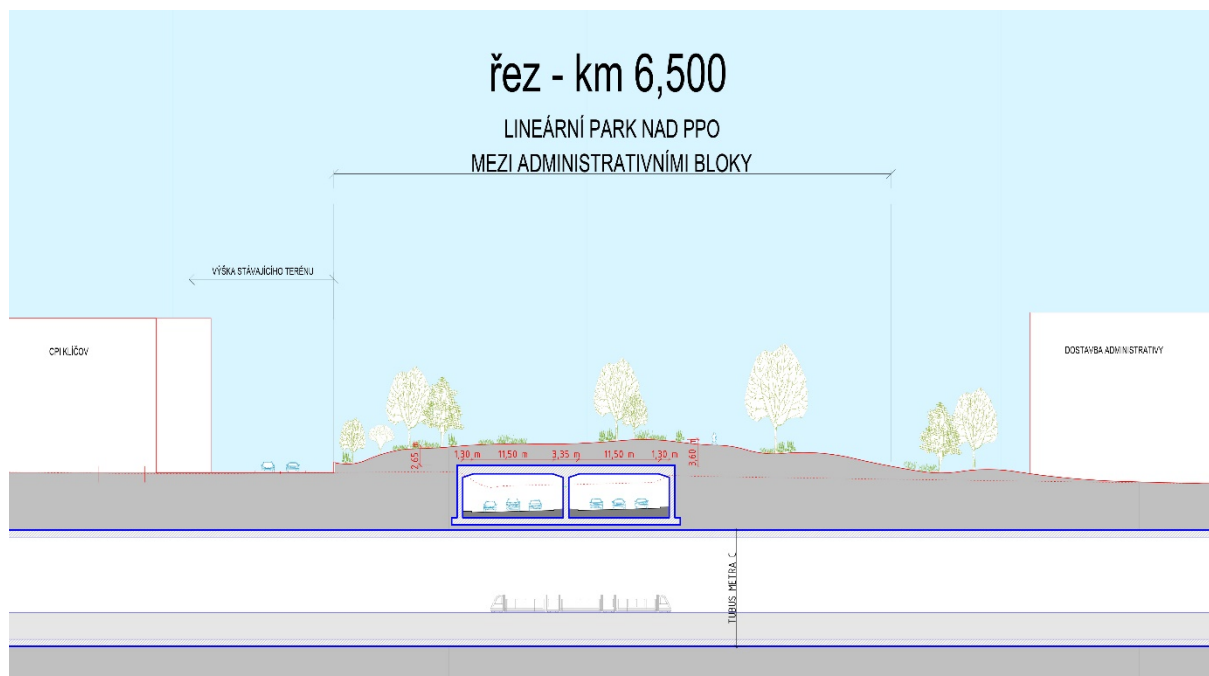 řez - km 6,500
LINEÁRNÍ PARK NAD PPO
MEZI ADMINISTRATIVNÍMI BLOKY
VÝŠKA STÁVAJÍCÍHO TERÉNU
CPI KLÍČOV
DOSTAVBA ADMINISTRATIVY
2,65 m
1,30 m 11,50 m 3,35 m 11,50 m 1,30 m
3,60 m
TUBUS METRA C